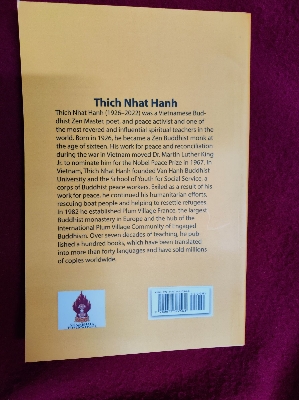 Thich Nhat Hanh
Thich Nhat Hanh (1926-2022) was a Vietnamese Bud-
dhist Zen Master, poet, and peace activist and one of
the most revered and influential spiritual teachers in the
world. Born in 1926, he became a Zen Buddhist monk at
the age of sixteen. His work for peace and reconciliation
during the war in Vietnam moved Dr. Martin Luther King
Jr. to nominate him for the Nobel Peace Prize in 1967. In
Vietnam, Thich Nhat Hanh founded Van Hanh Buddhist
University and the School of Youth for Social Service, a
corps of Buddhist peace workers. Exiled as a result of his
work for peace, he continued his humanitarian efforts,
rescuing boat people and helping to resettle refugees.
In 1982 he established Plum Village France, the largest
Buddhist monastery in Europe and the hub of the
international Plum Village Community of Engaged
Buddhism. Over seven decades of teaching, he pub-
lished a hundred books, which have been translated
into more than forty languages and have sold millions
of copies worldwide.